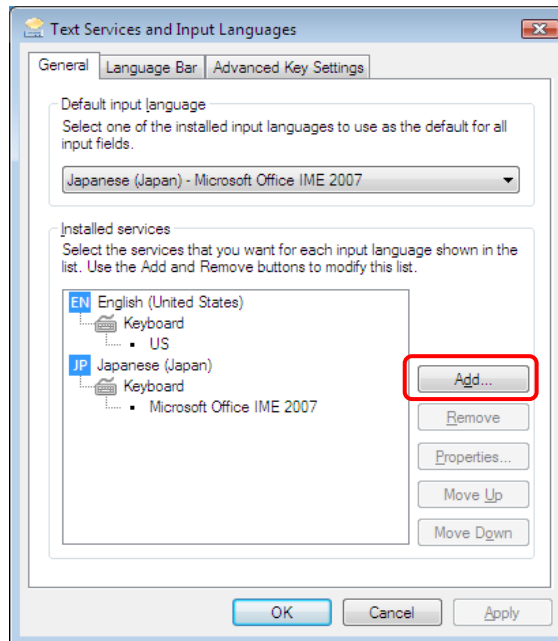 Text Services and Input Languages
General Language Bar Advanced Key Settings
Default input language
Select one of the installed input languages to use as the default for all
input fields.
Japanese (Japan) - Microsoft Office IME 2007
Installed services
Select the services that you want for each input language shown in the
list. Use the Add and Remove buttons to modify this list.
EN English (United States)
Keyboard
US
JP Japanese (Japan)
Keyboard
Microsoft Office IME 2007
Add...
Remove
Properties...
Move Up
Move Down
OK Cancel Apply